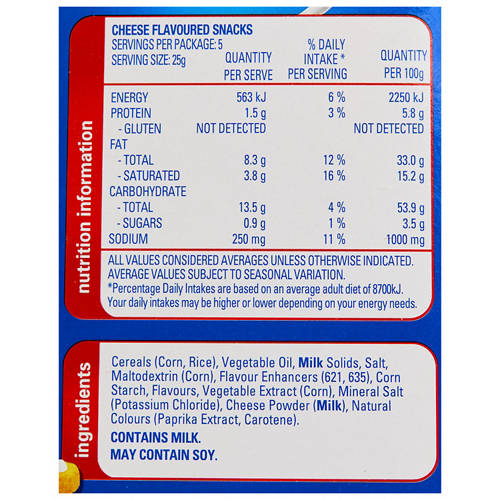 CHEESE FLAVOURED SNACKS
SERVINGS PER PACKAGE: 5
SERVING SIZE: 25g
QUANTITY PER SERVE
% DAILY INTAKE * PER SERVING
QUANTITY PER 100g
ENERGY 563 kJ 6 % 2250 kJ
PROTEIN 1.5 g 3 % 5.8 g
- GLUTEN NOT DETECTED NOT DETECTED
FAT
- TOTAL 8.3 g 12 % 33.0 g
- SATURATED 3.8 g 16 % 15.2 g
CARBOHYDRATE
- TOTAL 13.5 g 4 % 53.9 g
- SUGARS 0.9 g 1 % 3.5 g
SODIUM 250 mg 11 % 1000 mg
ALL VALUES CONSIDERED AVERAGES UNLESS OTHERWISE INDICATED.
AVERAGE VALUES SUBJECT TO SEASONAL VARIATION.
*Percentage Daily Intakes are based on an average adult diet of 8700kJ.
Your daily intakes may be higher or lower depending on your energy needs.
nutrition information
Cereals (Corn, Rice), Vegetable Oil, Milk Solids, Salt,
Maltodextrin (Corn), Flavour Enhancers (621, 635), Corn
Starch, Flavours, Vegetable Extract (Corn), Mineral Salt
(Potassium Chloride), Cheese Powder (Milk), Natural
Colours (Paprika Extract, Carotene).
CONTAINS MILK.
MAY CONTAIN SOY.
ingredients